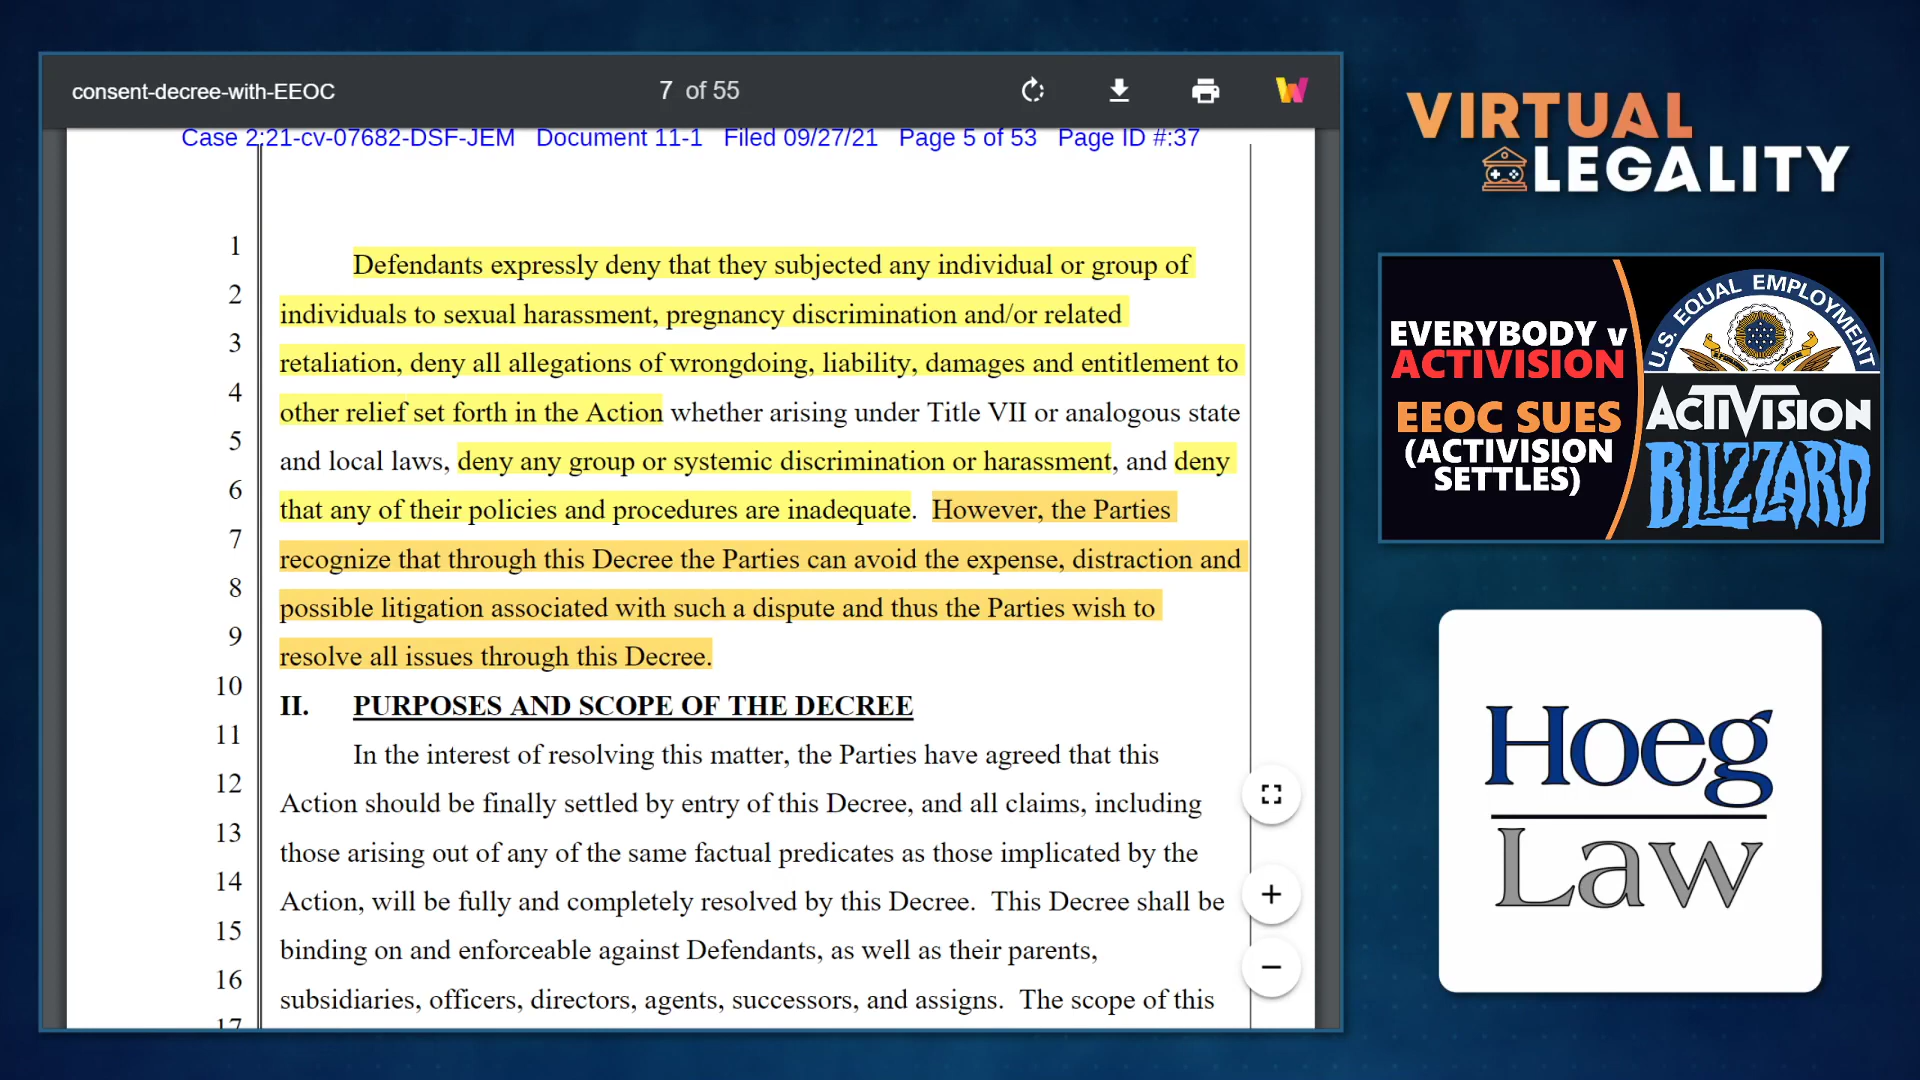 consent-decree-with-EEOC
7 of 55
Case 2:21-cv-07682-DSF-JEM Document 11-1 Filed 09/27/21 Page 5 of 53 Page ID #:37
1
Defendants expressly deny that they subjected any individual or group of
2
individuals to sexual harassment, pregnancy discrimination and/or related
3
retaliation, deny all allegations of wrongdoing, liability, damages and entitlement to
4
other relief set forth in the Action whether arising under Title VII or analogous state
5
and local laws, deny any group or systemic discrimination or harassment, and deny
6
that any of their policies and procedures are inadequate. However, the Parties
7
recognize that through this Decree the Parties can avoid the expense, distraction and
8
possible litigation associated with such a dispute and thus the Parties wish to
9
resolve all issues through this Decree.
10
II. PURPOSES AND SCOPE OF THE DECREE
11
In the interest of resolving this matter, the Parties have agreed that this
12
Action should be finally settled by entry of this Decree, and all claims, including
13
those arising out of any of the same factual predicates as those implicated by the
14
Action, will be fully and completely resolved by this Decree. This Decree shall be
15
binding on and enforceable against Defendants, as well as their parents,
16
subsidiaries, officers, directors, agents, successors, and assigns. The scope of this
17
VIRTUAL
LEGALITY
EVERYBODY v
ACTIVISION
EEOC SUES
(ACTIVISION
SETTLES)
U.S. EQUAL EMPLOYMENT
ACTIVISION
BLIZZARD
Hoeg
Law